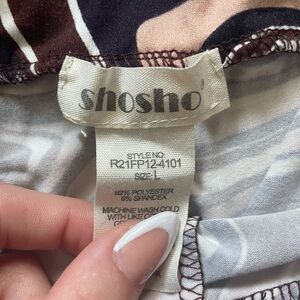 shosho
STYLE NO:
R21FP12-4101
SIZE: L
92% POLYESTER
8% SPANDEX
MACHINE WASH COLD
WITH LIKE